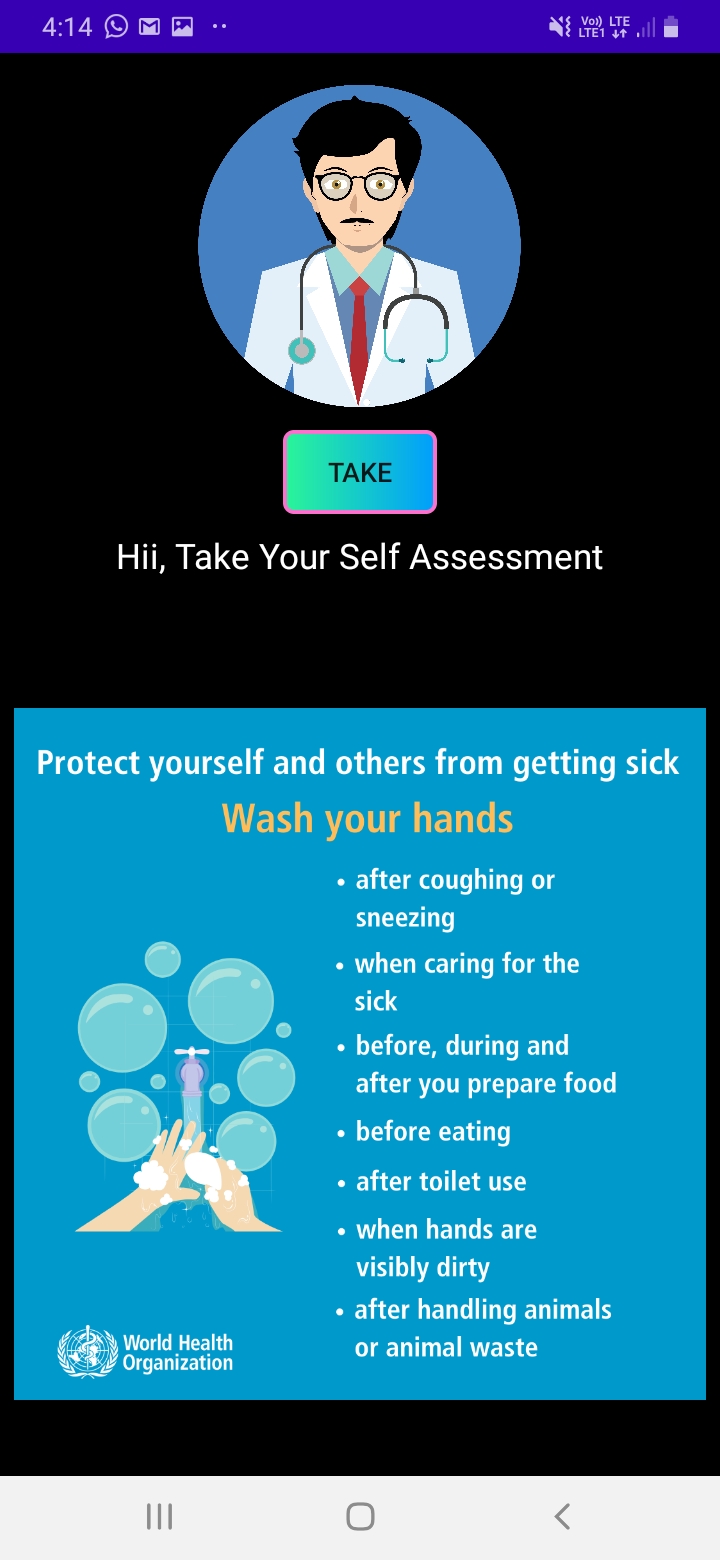 4:14
Vo)) LTE
LTE1
TAKE
Hii, Take Your Self Assessment
Protect yourself and others from getting sick
Wash your hands
• after coughing or
sneezing
• when caring for the
sick
• before, during and
after you prepare food
• before eating
• after toilet use
• when hands are
visibly dirty
• after handling animals
or animal waste
World Health
Organization